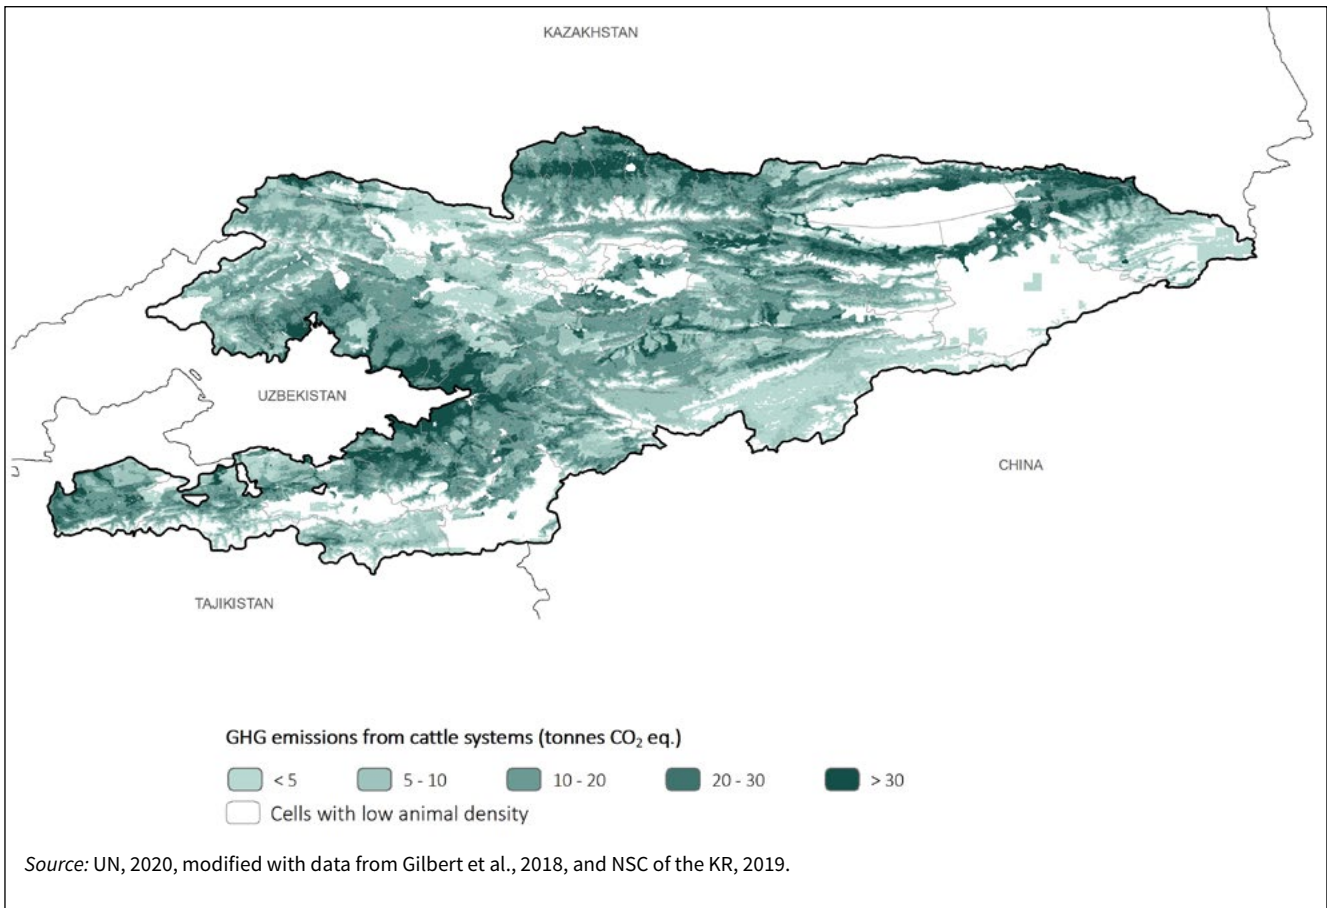 KAZAKHSTAN
UZBEKISTAN
CHINA
TAJIKISTAN
GHG emissions from cattle systems (tonnes CO₂ eq.)
< 5 5 - 10 10 - 20 20 - 30 > 30
Cells with low animal density
Source: UN, 2020, modified with data from Gilbert et al., 2018, and NSC of the KR, 2019.